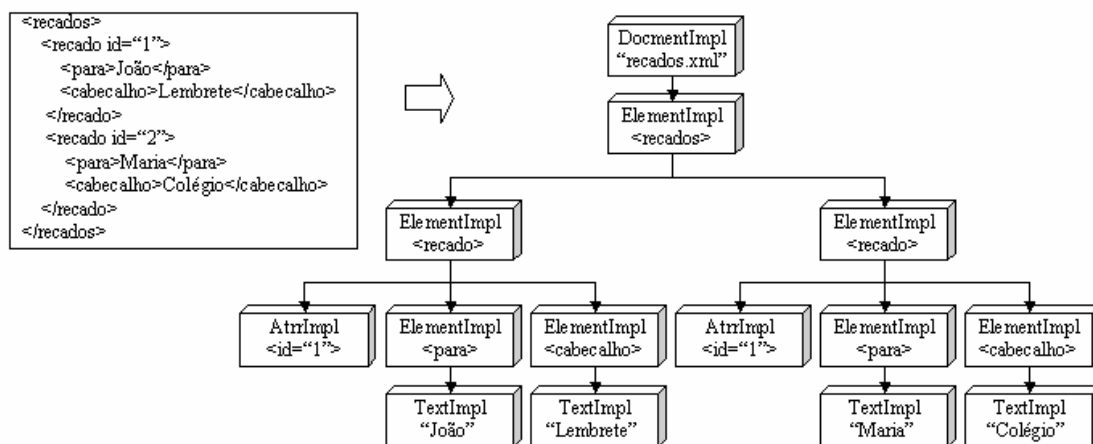 <recados>
<recado id=“1”>
<para>João</para>
<cabecalho>Lembrete</cabecalho>
</recado>
<recado id=“2”>
<para>Maria</para>
<cabecalho>Colégio</cabecalho>
</recado>
</recados>
DocmentImpl
“recados.xml”
ElementImpl
<recados>
ElementImpl
<recado>
ElementImpl
<recado>
AtrrImpl
<id=“1”>
ElementImpl
<para>
ElementImpl
<cabecalho>
AtrrImpl
<id=“1”>
ElementImpl
<para>
ElementImpl
<cabecalho>
TextImpl
“João”
TextImpl
“Lembrete”
TextImpl
“Maria”
TextImpl
“Colégio”